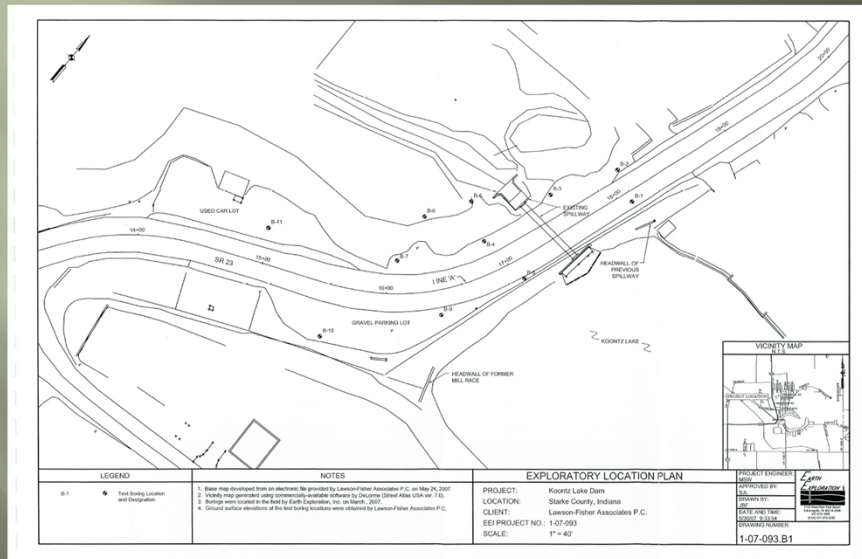 20+00
19+00
B-2
B-3
18+00
B-1
B-5
EXISTING
SPILLWAY
USED CAR LOT
B-6
B-11
14+00
B-4
15+00
B-7
17+00
HEADWALL OF
PREVIOUS
SPILLWAY
SR 23
LINE 'A'
16+00
B-9
GRAVEL PARKING LOT
B-10
KOONTZ LAKE
HEADWALL OF FORMER
MILL RACE
VICINITY MAP
N.T.S.
PROJECT LOCATION
LEGEND
B-1 Test Boring Location
and Designation
NOTES
1. Base map developed from an electronic file provided by Lawson-Fisher Associates P.C. on May 24, 2007.
2. Vicinity map generated using commercially-available software by DeLorme (Street Atlas USA ver. 7.0).
3. Borings were located in the field by Earth Exploration, Inc. on March, 2007.
4. Ground surface elevations at the test boring locations were obtained by Lawson-Fisher Associates P.C.
EXPLORATORY LOCATION PLAN
PROJECT: Koontz Lake Dam
LOCATION: Starke County, Indiana
CLIENT: Lawson-Fisher Associates P.C.
EEI PROJECT NO.: 1-07-093
SCALE: 1" = 40'
PROJECT ENGINEER:
MSW
APPROVED BY:
DRAWN BY:
DATE AND TIME:
DRAWING NUMBER:
1-07-093.B1
EARTH
EXPLORATION